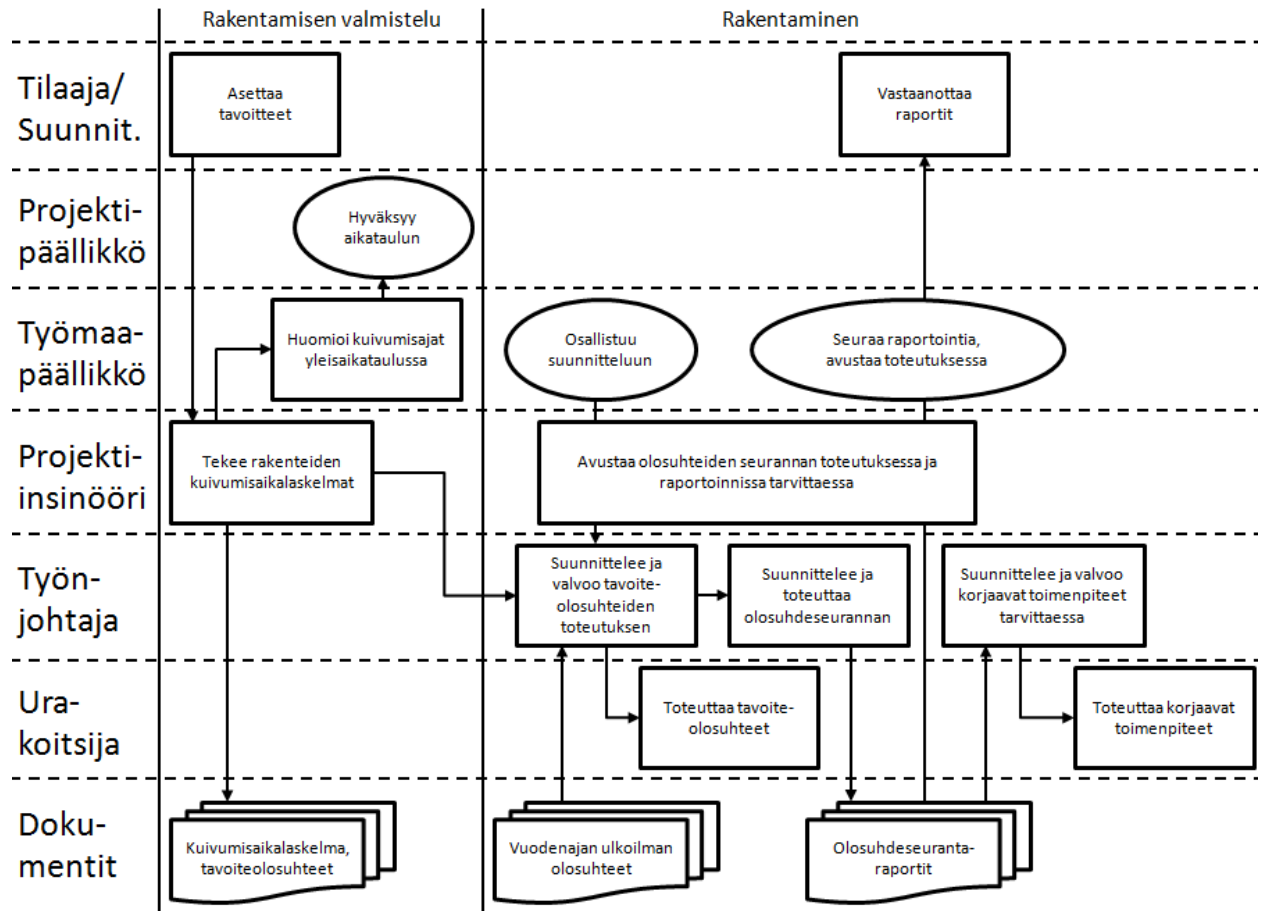 Rakentamisen valmistelu
Rakentaminen
Tilaaja/
Suunnit.
Asettaa
tavoitteet
Vastaanottaa
raportit
Projekti-
päällikkö
Hyväksyy
aikataulun
Työmaa-
päällikkö
Huomioi kuivumisajat
yleisaikataulussa
Osallistuu
suunnitteluun
Seuraa raportointia,
avustaa toteutuksessa
Projekti-
insinööri
Tekee rakenteiden
kuivumisaikalaskelmat
Avustaa olosuhteiden seurannan toteutuksessa ja
raportoinnissa tarvittaessa
Työn-
johtaja
Suunnittelee ja
valvoo tavoite-
olosuhteiden
toteutuksen
Suunnittelee ja
toteuttaa
olosuhdeseurannan
Suunnittelee ja valvoo
korjaavat toimenpiteet
tarvittaessa
Ura-
koitsija
Toteuttaa tavoite-
olosuhteet
Toteuttaa korjaavat
toimenpiteet
Doku-
mentit
Kuivumisaikalaskelma,
tavoiteolosuhteet
Vuodenajan ulkoilman
olosuhteet
Olosuhdeseuranta-
raportit